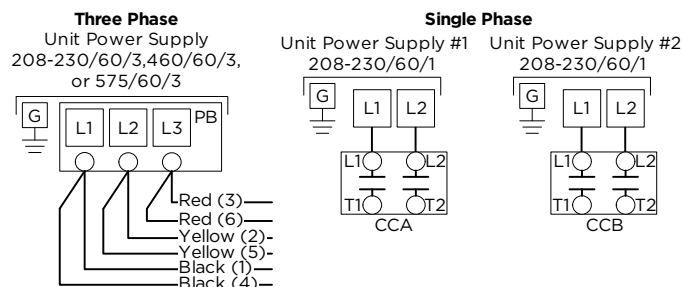 Three Phase
Unit Power Supply
208-230/60/3,460/60/3,
or 575/60/3
G
L1
L2
L3
PB
Red (3)
Red (6)
Yellow (2)
Yellow (5)
Black (1)
Black (4)
Single Phase
Unit Power Supply #1
208-230/60/1
G
L1
L2
L1
L2
T1
T2
CCA
Unit Power Supply #2
208-230/60/1
G
L1
L2
L1
L2
T1
T2
CCB